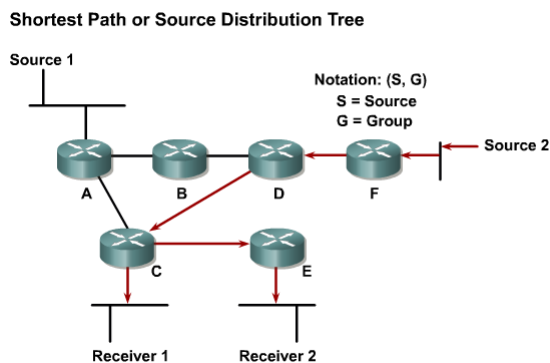 Shortest Path or Source Distribution Tree
Source 1
Notation: (S, G)
S = Source
G = Group
Source 2
A
B
D
F
C
E
Receiver 1
Receiver 2